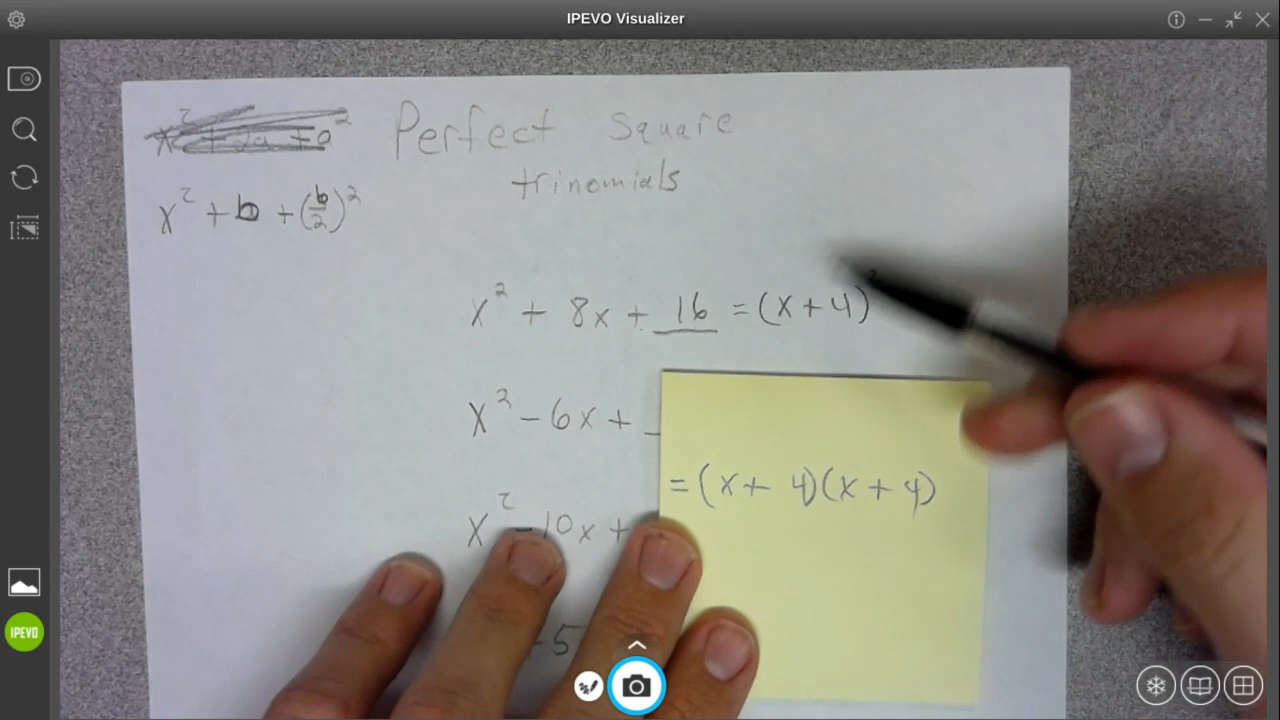 IPEVO Visualizer
Perfect Square
trinomials
x² + b + (b/2)²
x² + 8x + 16 = (x + 4)²
x² - 6x + _
= (x + 4)(x + 4)
x² - 10x +
+ 5
IPEVO